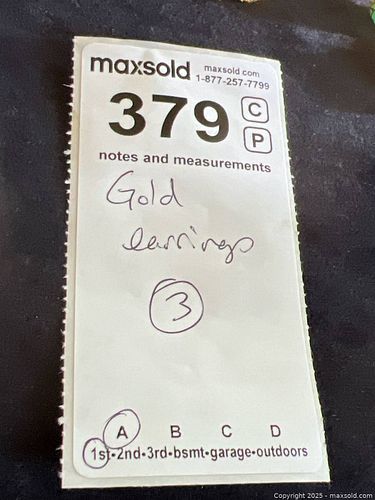 maxsold maxsold.com
1-877-257-7799
379 C
P
notes and measurements
Gold
earrings
3
A B C D
1st•2nd•3rd•bsmt•garage•outdoors
Copyright 2025 - maxsold.com